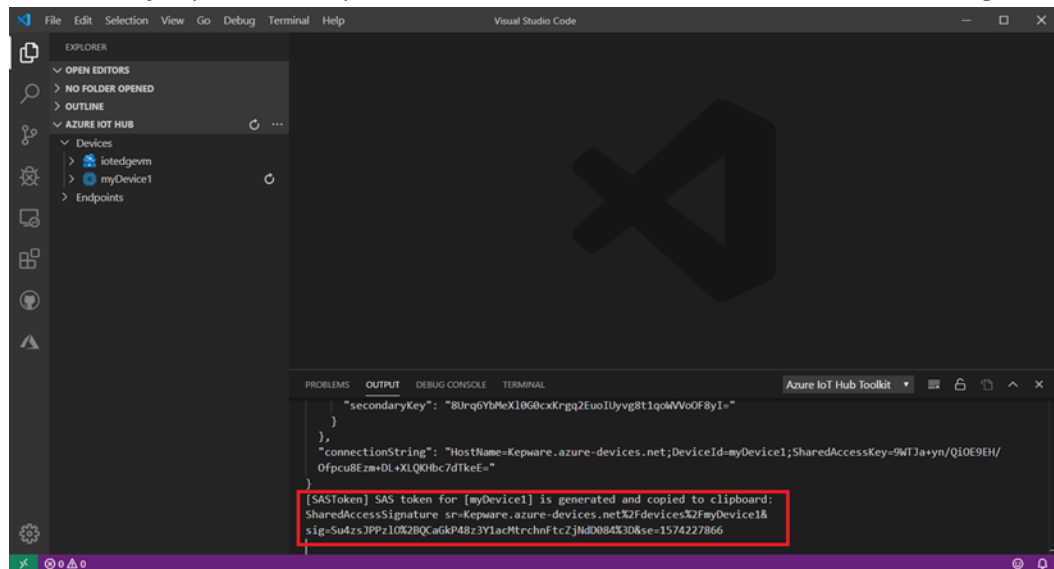 File Edit Selection View Go Debug Terminal Help
Visual Studio Code
EXPLORER
OPEN EDITORS
NO FOLDER OPENED
OUTLINE
AZURE IOT HUB
Devices
iotedgevm
myDevice1
Endpoints
PROBLEMS OUTPUT DEBUG CONSOLE TERMINAL
Azure IoT Hub Toolkit
"secondaryKey": "8Urq6YbMeXl0G0cxKrgq2EuoIUyvg8t1qoWVVoOF8yI="
}
},
"connectionString": "HostName=Kepware.azure-devices.net;DeviceId=myDevice1;SharedAccessKey=9WTJa+yn/QiOE9EH/
Ofpcu8Ezm+DL+XLQKHbc7dTkeE="
}
[SASToken] SAS token for [myDevice1] is generated and copied to clipboard:
SharedAccessSignature sr=Kepware.azure-devices.net%2Fdevices%2FmyDevice1&
sig=Su4zsJPPzlO%2BQCaGkP48z3Y1acMtrchnFtcZjNdD084%3D&se=1574227866
0 0